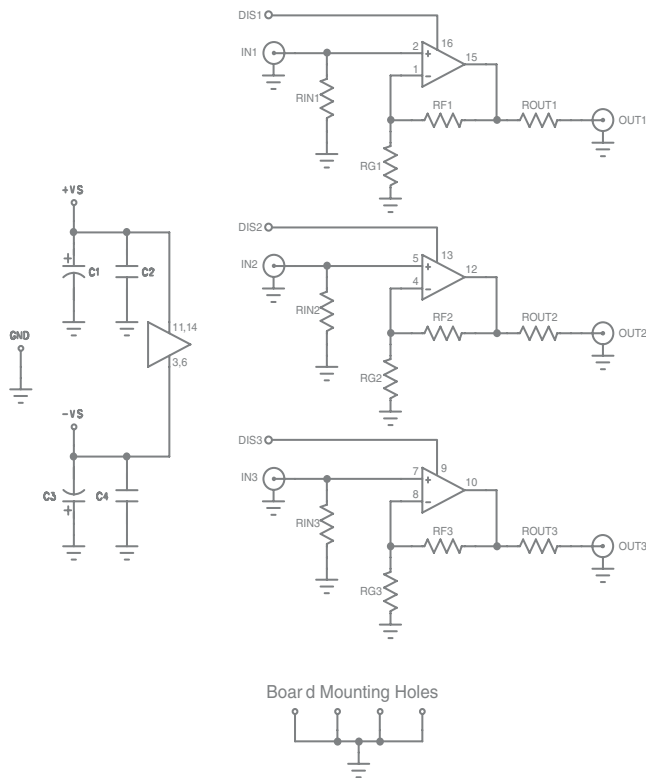 DIS1
IN1
2
16
15
1
+
−
RIN1
RF1
ROUT1
OUT1
RG1
+VS
+
C1
C2
11,14
GND
3,6
−VS
C3
+
C4
DIS2
IN2
5
13
12
4
+
−
RIN2
RF2
ROUT2
OUT2
RG2
DIS3
IN3
7
9
10
8
+
−
RIN3
RF3
ROUT3
OUT3
RG3
Board Mounting Holes